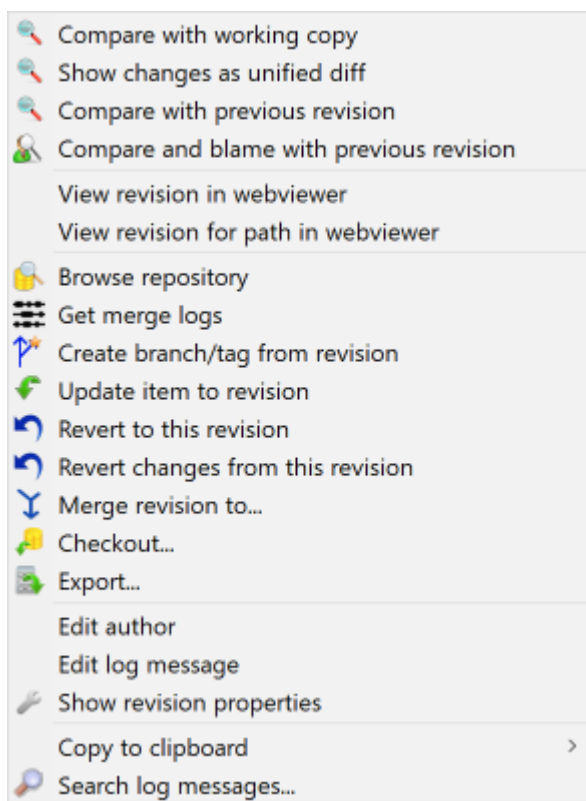 Compare with working copy
Show changes as unified diff
Compare with previous revision
Compare and blame with previous revision
View revision in webviewer
View revision for path in webviewer
Browse repository
Get merge logs
Create branch/tag from revision
Update item to revision
Revert to this revision
Revert changes from this revision
Merge revision to...
Checkout...
Export...
Edit author
Edit log message
Show revision properties
Copy to clipboard
Search log messages...